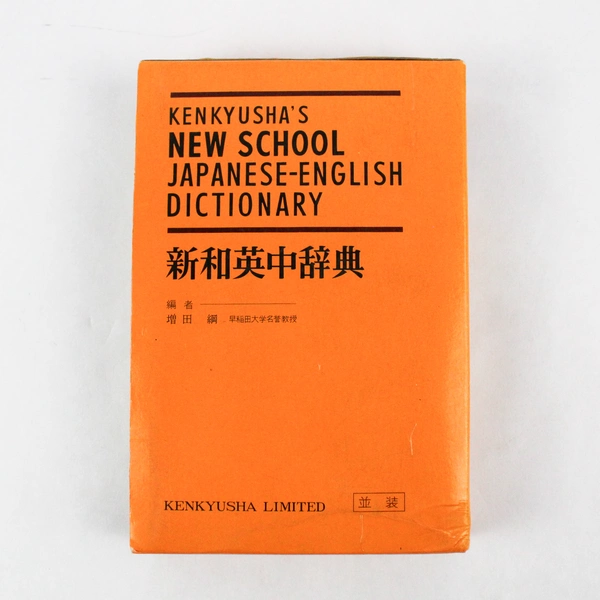 KENKYUSHA'S
NEW SCHOOL
JAPANESE-ENGLISH
DICTIONARY
新和英中辞典
編者
増田 綱 早稲田大学名誉教授
KENKYUSHA LIMITED 並装